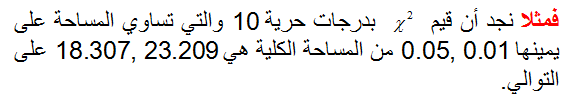 فمثلا نجد أن قيم χ² بدرجات حرية 10 والتي تساوي المساحة على
يمينها 0.05, 0.01 من المساحة الكلية هي 18.307, 23.209 على
التوالي.